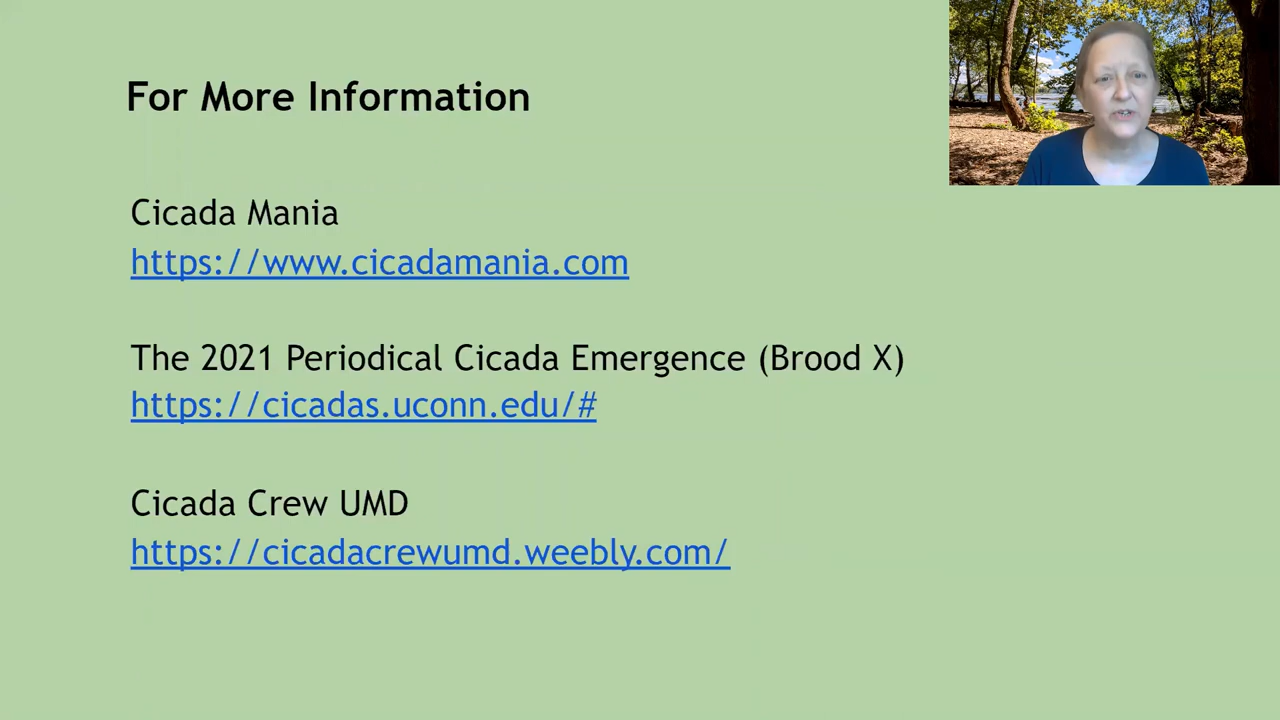 For More Information
Cicada Mania
https://www.cicadamania.com
The 2021 Periodical Cicada Emergence (Brood X)
https://cicadas.uconn.edu/#
Cicada Crew UMD
https://cicadacrewumd.weebly.com/